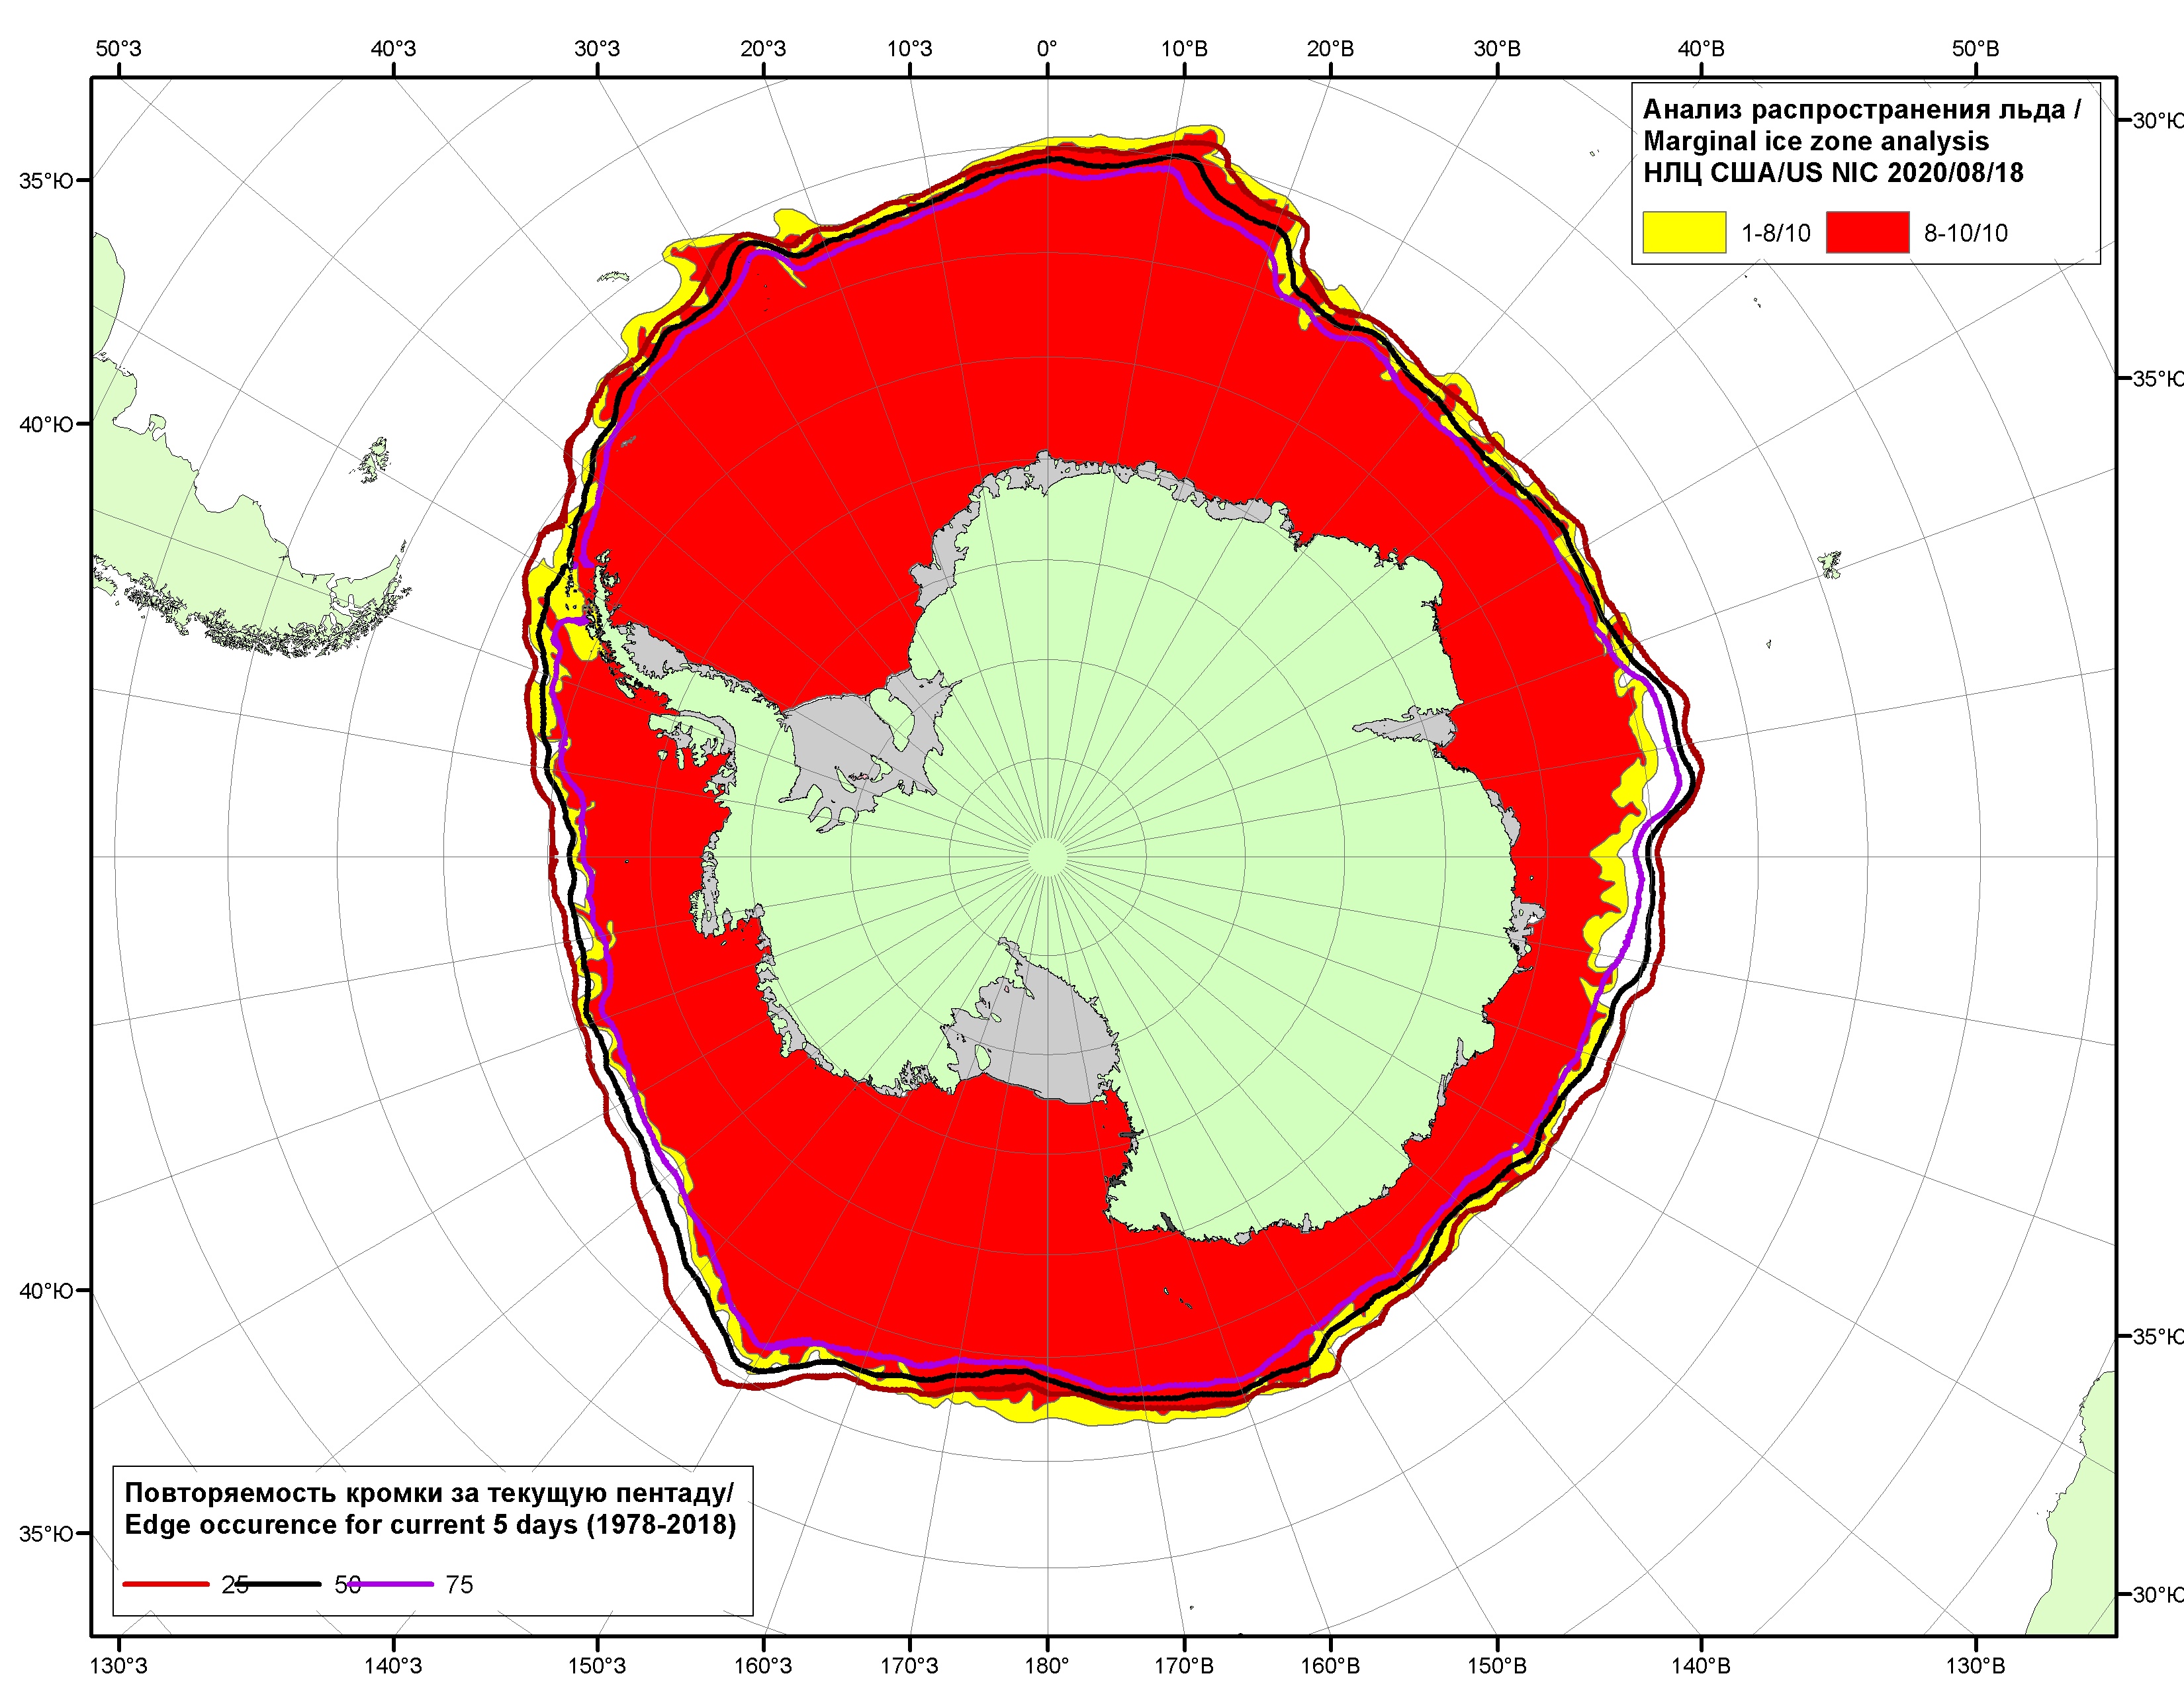 50°З 40°З 30°З 20°З 10°З 0° 10°В 20°В 30°В 40°В 50°В
Анализ распространения льда /
Marginal ice zone analysis
НЛЦ США/US NIC 2020/08/18
1-8/10 8-10/10
30°Ю
35°Ю
35°Ю
40°Ю
40°Ю
35°Ю
Повторяемость кромки за текущую пентаду/
Edge occurence for current 5 days (1978-2018)
35°Ю
25 50 75
30°Ю
130°З 140°З 150°З 160°З 170°З 180° 170°В 160°В 150°В 140°В 130°В